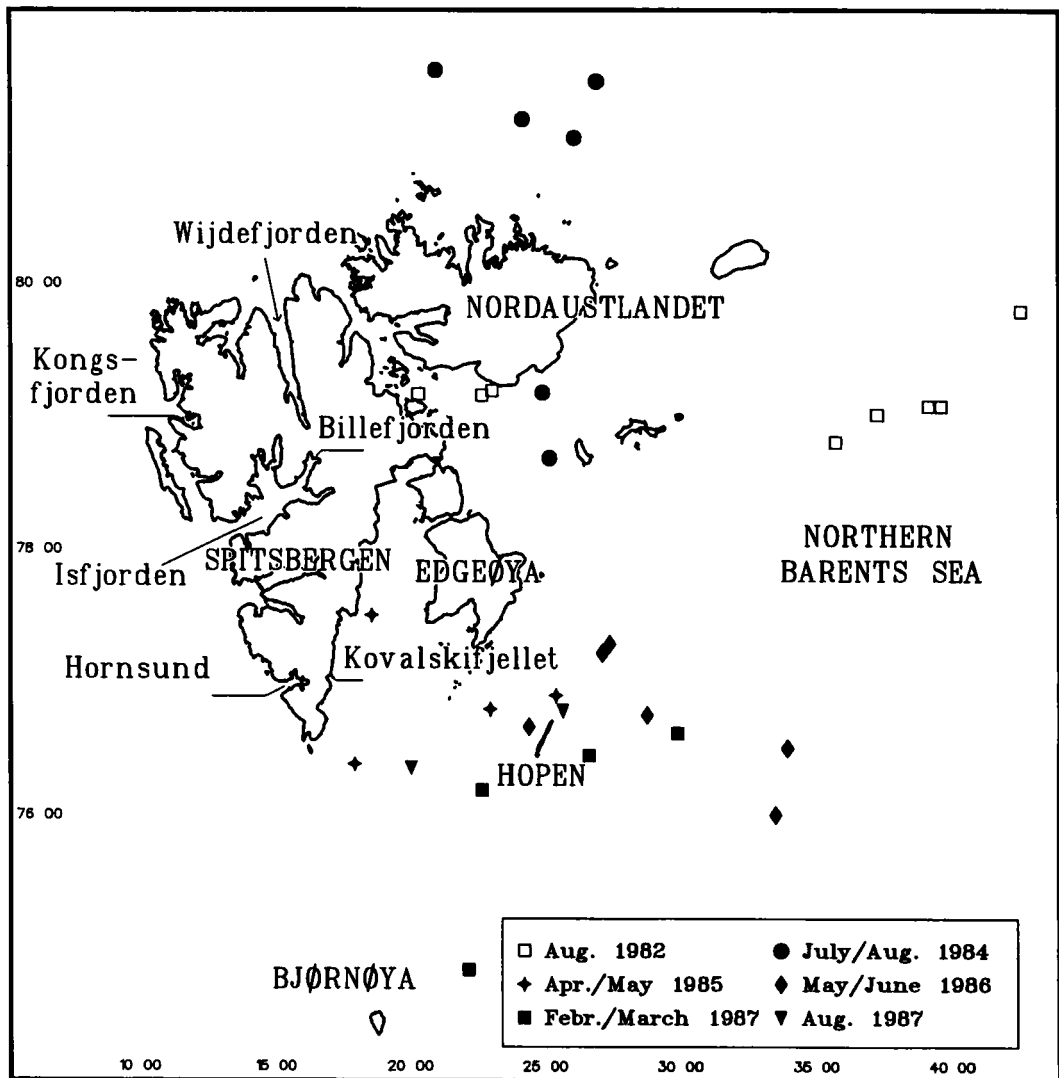 Wijdefjorden
80 00
NORDAUSTLANDET
Kongs-
fjorden
Billefjorden
78 00
NORTHERN
BARENTS SEA
SPITSBERGEN
EDGEØYA
Isfjorden
Hornsund
Kovalskifjellet
HOPEN
76 00
BJØRNØYA
Aug. 1982
July/Aug. 1984
Apr./May 1985
May/June 1986
Febr./March 1987
Aug. 1987
10 00 15 00 20 00 25 00 30 00 35 00 40 00